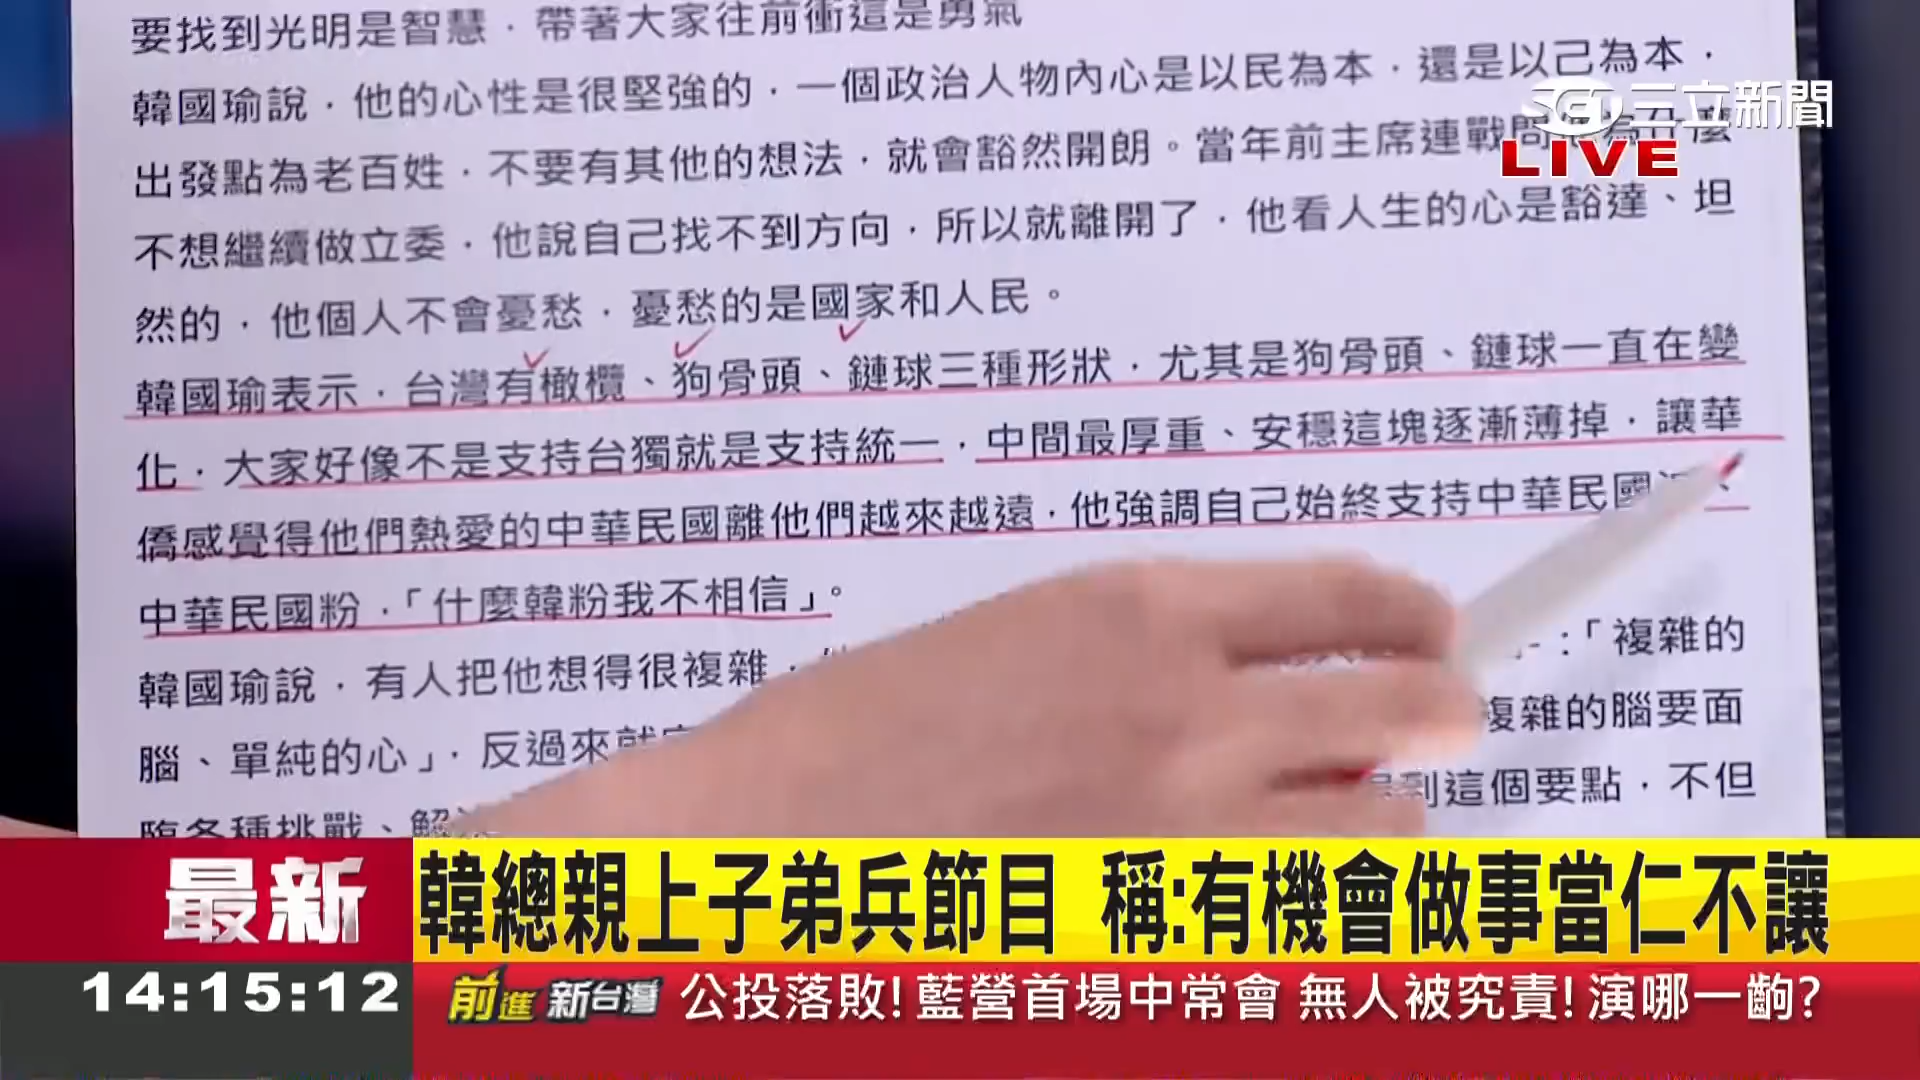 要找到光明是智慧，帶著大家往前衝這是勇氣
韓國瑜說，他的心性是很堅強的，一個政治人物內心是以民為本，還是以己為本，
出發點為老百姓，不要有其他的想法，就會豁然開朗。當年前主席連戰問他為什麼
不想繼續做立委，他說自己找不到方向，所以就離開了，他看人生的心是豁達、坦
然的，他個人不會憂愁，憂愁的是國家和人民。
韓國瑜表示，台灣有橄欖、狗骨頭、鏈球三種形狀，尤其是狗骨頭、鏈球一直在變
化，大家好像不是支持台獨就是支持統一，中間最厚重、安穩這塊逐漸薄掉，讓華
僑感覺得他們熱愛的中華民國離他們越來越遠，他強調自己始終支持中華民國
中華民國粉，「什麼韓粉我不相信」。
韓國瑜說，有人把他想得很複雜，：「複雜的
腦、單純的心」，反過來就 複雜的腦要面
臨各種挑戰、解 到這個要點，不但
三立新聞
LIVE
最新
韓總親上子弟兵節目 稱:有機會做事當仁不讓
14:15:12
前進新台灣 公投落敗!藍營首場中常會 無人被究責!演哪一齣?